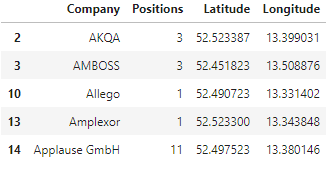 Company Positions Latitude Longitude
2 AKQA 3 52.523387 13.399031
3 AMBOSS 3 52.451823 13.508876
10 Allego 1 52.490723 13.331402
13 Amplexor 1 52.523300 13.343848
14 Applause GmbH 11 52.497523 13.380146